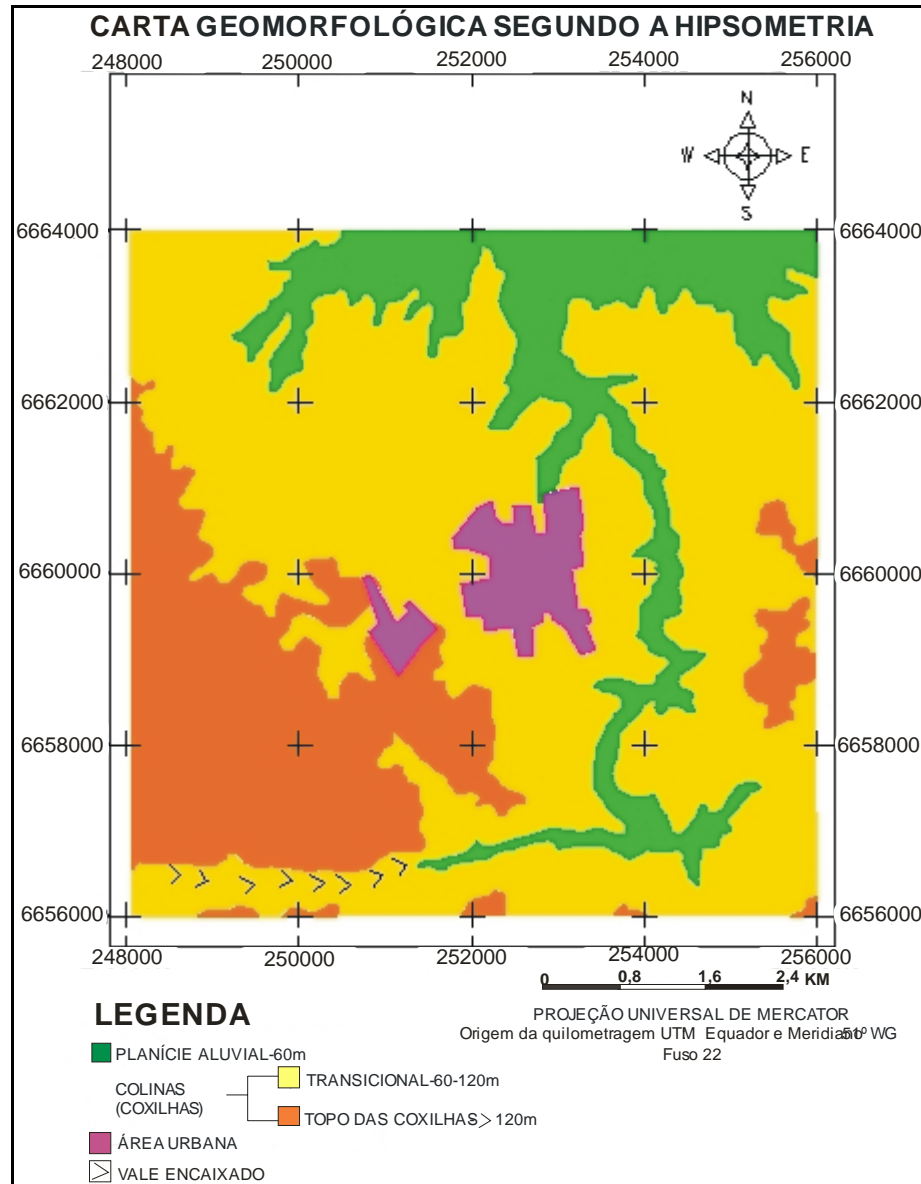 CARTA GEOMORFOLÓGICA SEGUNDO A HIPSOMETRIA
248000 250000 252000 254000 256000
N
W E
S
6664000 6664000
6662000 6662000
6660000 6660000
6658000 6658000
6656000 6656000
248000 250000 252000 254000 256000
0 0,8 1,6 2,4 KM
LEGENDA
PROJEÇÃO UNIVERSAL DE MERCATOR
Origem da quilometragem UTM Equador e Meridiano 51º WG
Fuso 22
PLANÍCIE ALUVIAL-60m
COLINAS
(COXILHAS)
TRANSICIONAL-60-120m
TOPO DAS COXILHAS > 120m
ÁREA URBANA
VALE ENCAIXADO